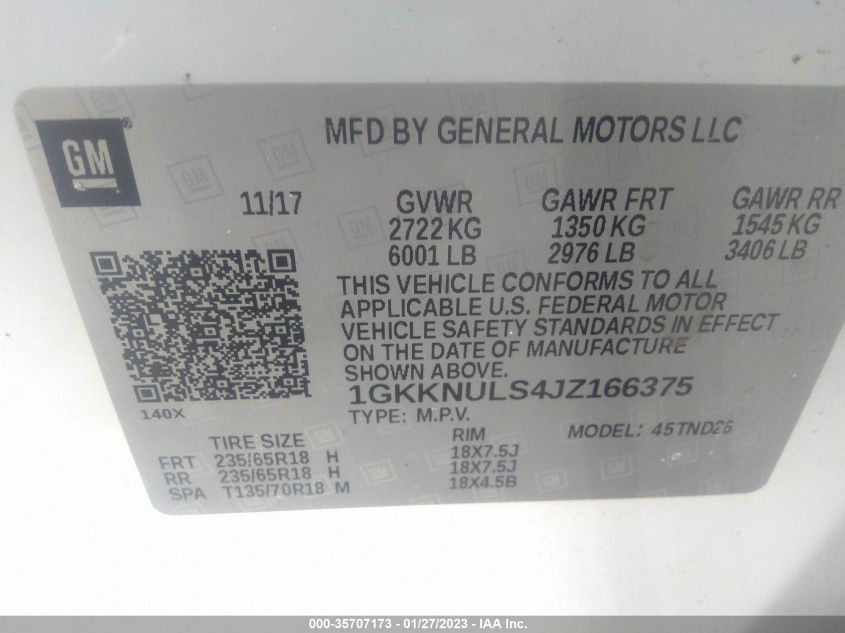 GM
MFD BY GENERAL MOTORS LLC
11/17 GVWR GAWR FRT GAWR RR
2722 KG 1350 KG 1545 KG
6001 LB 2976 LB 3406 LB
THIS VEHICLE CONFORMS TO ALL
APPLICABLE U.S. FEDERAL MOTOR
VEHICLE SAFETY STANDARDS IN EFFECT
ON THE DATE OF MANUFACTURE
SHOWN ABOVE.
1GKKNULS4JZ166375
140X
TYPE: M.P.V. MODEL: 45TND26
TIRE SIZE RIM
FRT 235/65R18 H 18X7.5J
RR 235/65R18 H 18X7.5J
SPA T135/70R18 M 18X4.5B
000-35707173 - 01/27/2023 - IAA Inc.